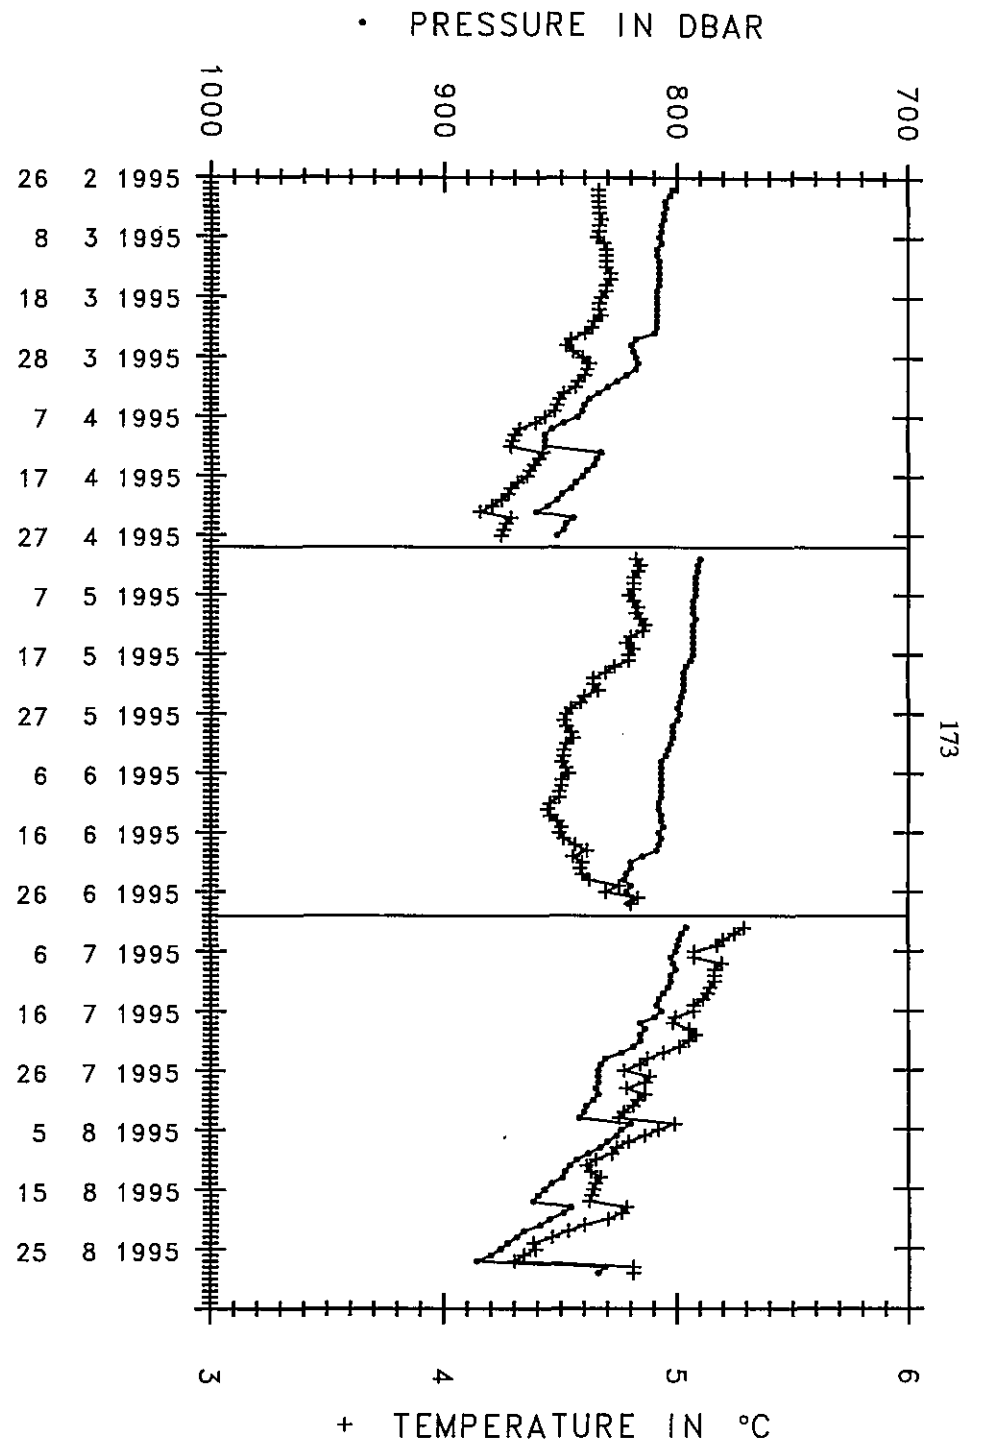 • PRESSURE IN DBAR
1000 900 800 700
26 2 1995
8 3 1995
18 3 1995
28 3 1995
7 4 1995
17 4 1995
27 4 1995
7 5 1995
17 5 1995
27 5 1995
173
6 6 1995
16 6 1995
26 6 1995
6 7 1995
16 7 1995
26 7 1995
5 8 1995
15 8 1995
25 8 1995
3 4 5 6
+ TEMPERATURE IN °C